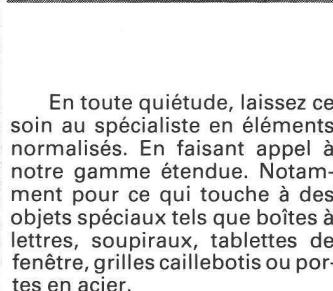 En toute quiétude, laissez ce
soin au spécialiste en éléments
normalisés. En faisant appel à
notre gamme étendue. Notam-
ment pour ce qui touche à des
objets spéciaux tels que boîtes à
lettres, soupiraux, tablettes de
fenêtre, grilles caillebotis ou por-
tes en acier.